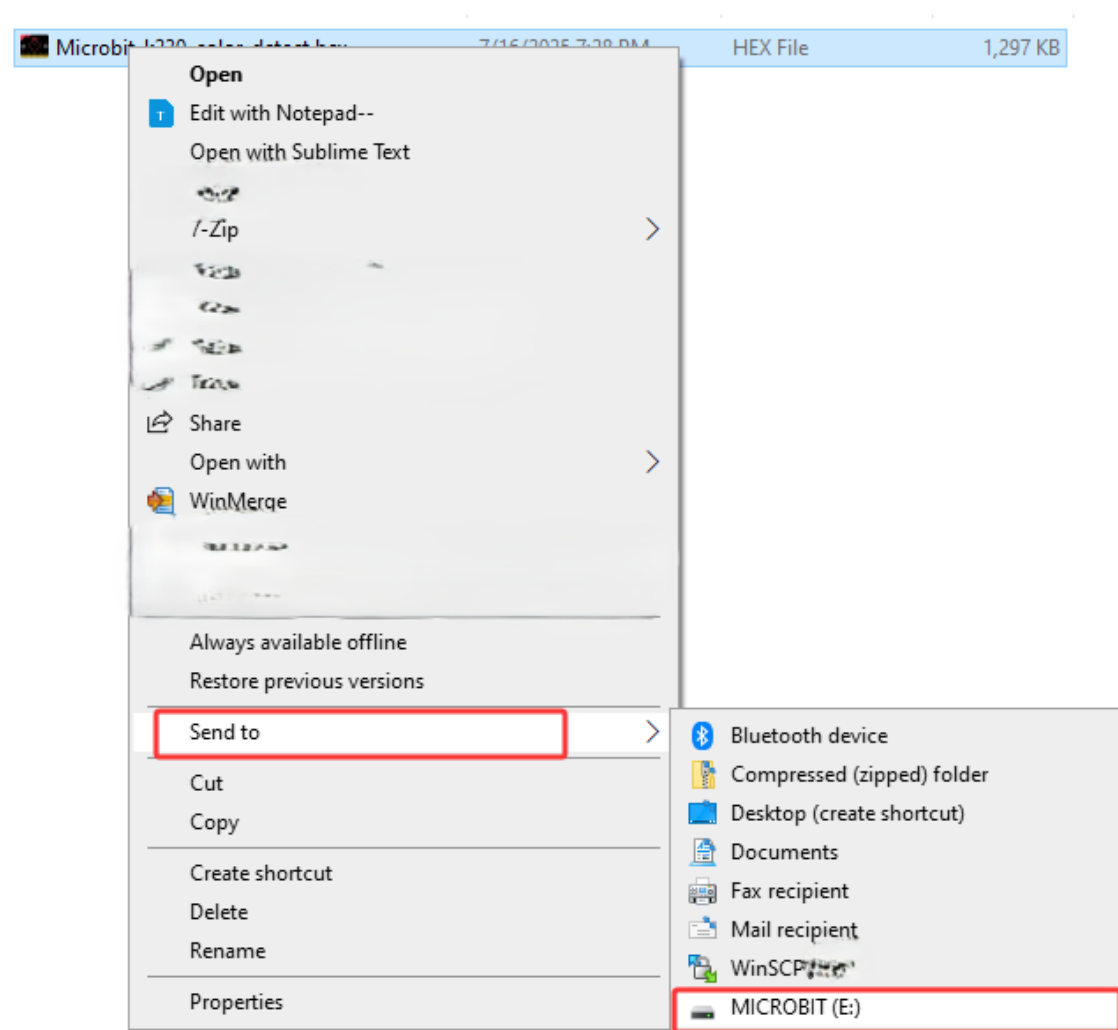 Microbit 7/16/2025 7:28 PM HEX File 1,297 KB
Open
Edit with Notepad--
Open with Sublime Text
-Zip
Share
Open with
WinMerge
Always available offline
Restore previous versions
Send to
Cut
Copy
Create shortcut
Delete
Rename
Properties
Bluetooth device
Compressed (zipped) folder
Desktop (create shortcut)
Documents
Fax recipient
Mail recipient
WinSCP
MICROBIT (E:)